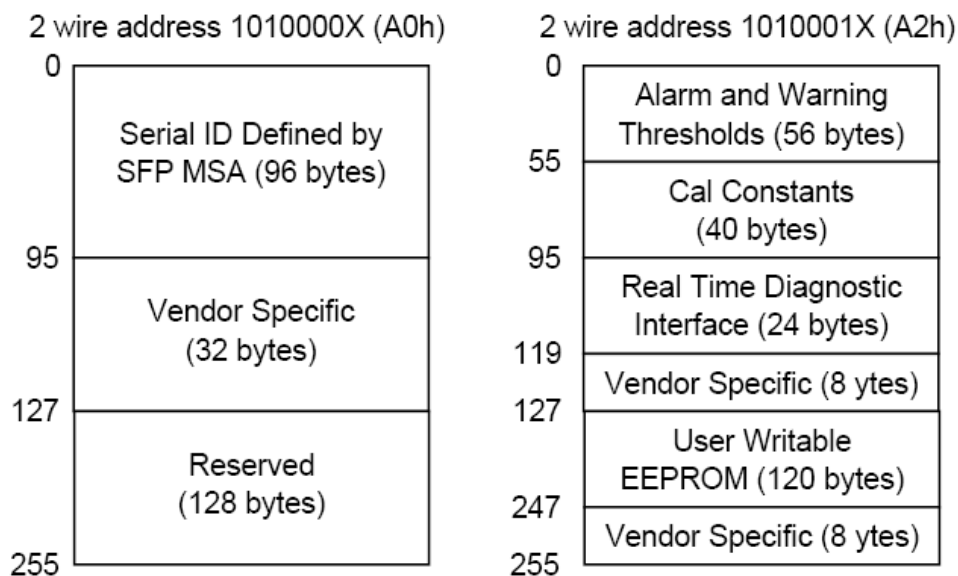 2 wire address 1010000X (A0h)
0
Serial ID Defined by
SFP MSA (96 bytes)
95
Vendor Specific
(32 bytes)
127
Reserved
(128 bytes)
255
2 wire address 1010001X (A2h)
0
Alarm and Warning
Thresholds (56 bytes)
55
Cal Constants
(40 bytes)
95
Real Time Diagnostic
Interface (24 bytes)
119
Vendor Specific (8 ytes)
127
User Writable
EEPROM (120 bytes)
247
Vendor Specific (8 ytes)
255